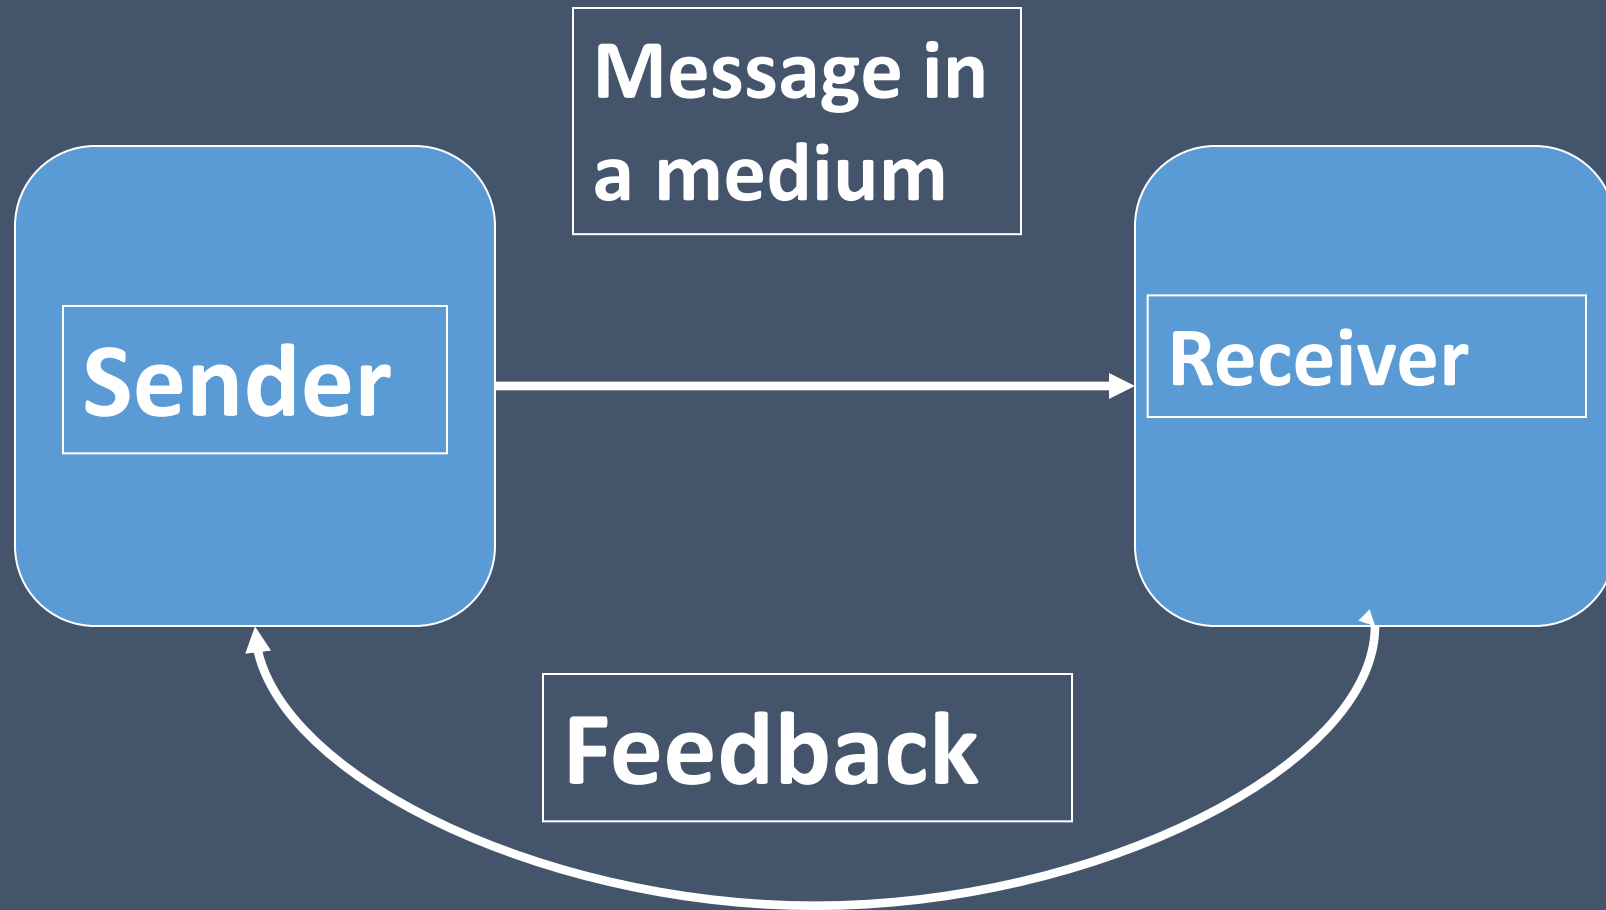 Message in
a medium
Sender
Receiver
Feedback